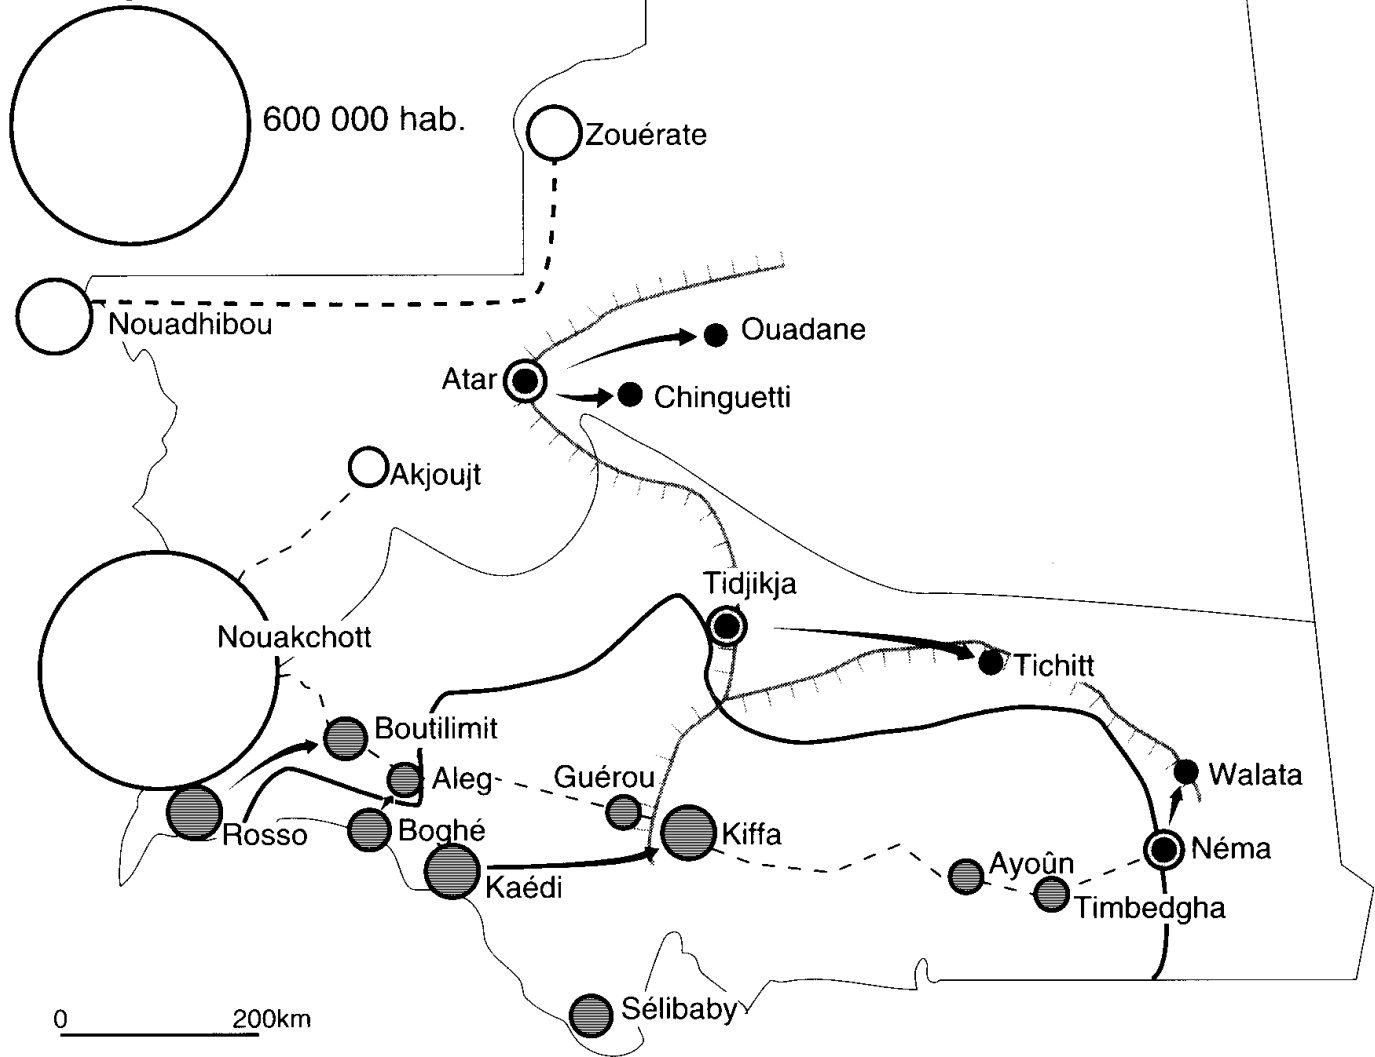 600 000 hab.
Zouérate
Nouadhibou
Ouadane
Atar
Chinguetti
Akjoujt
Tidjikja
Nouakchott
Tichitt
Boutilimit
Aleg
Guérou
Walata
Rosso
Boghé
Kiffa
Néma
Ayoûn
Kaédi
Timbedgha
Sélibaby
0 200km